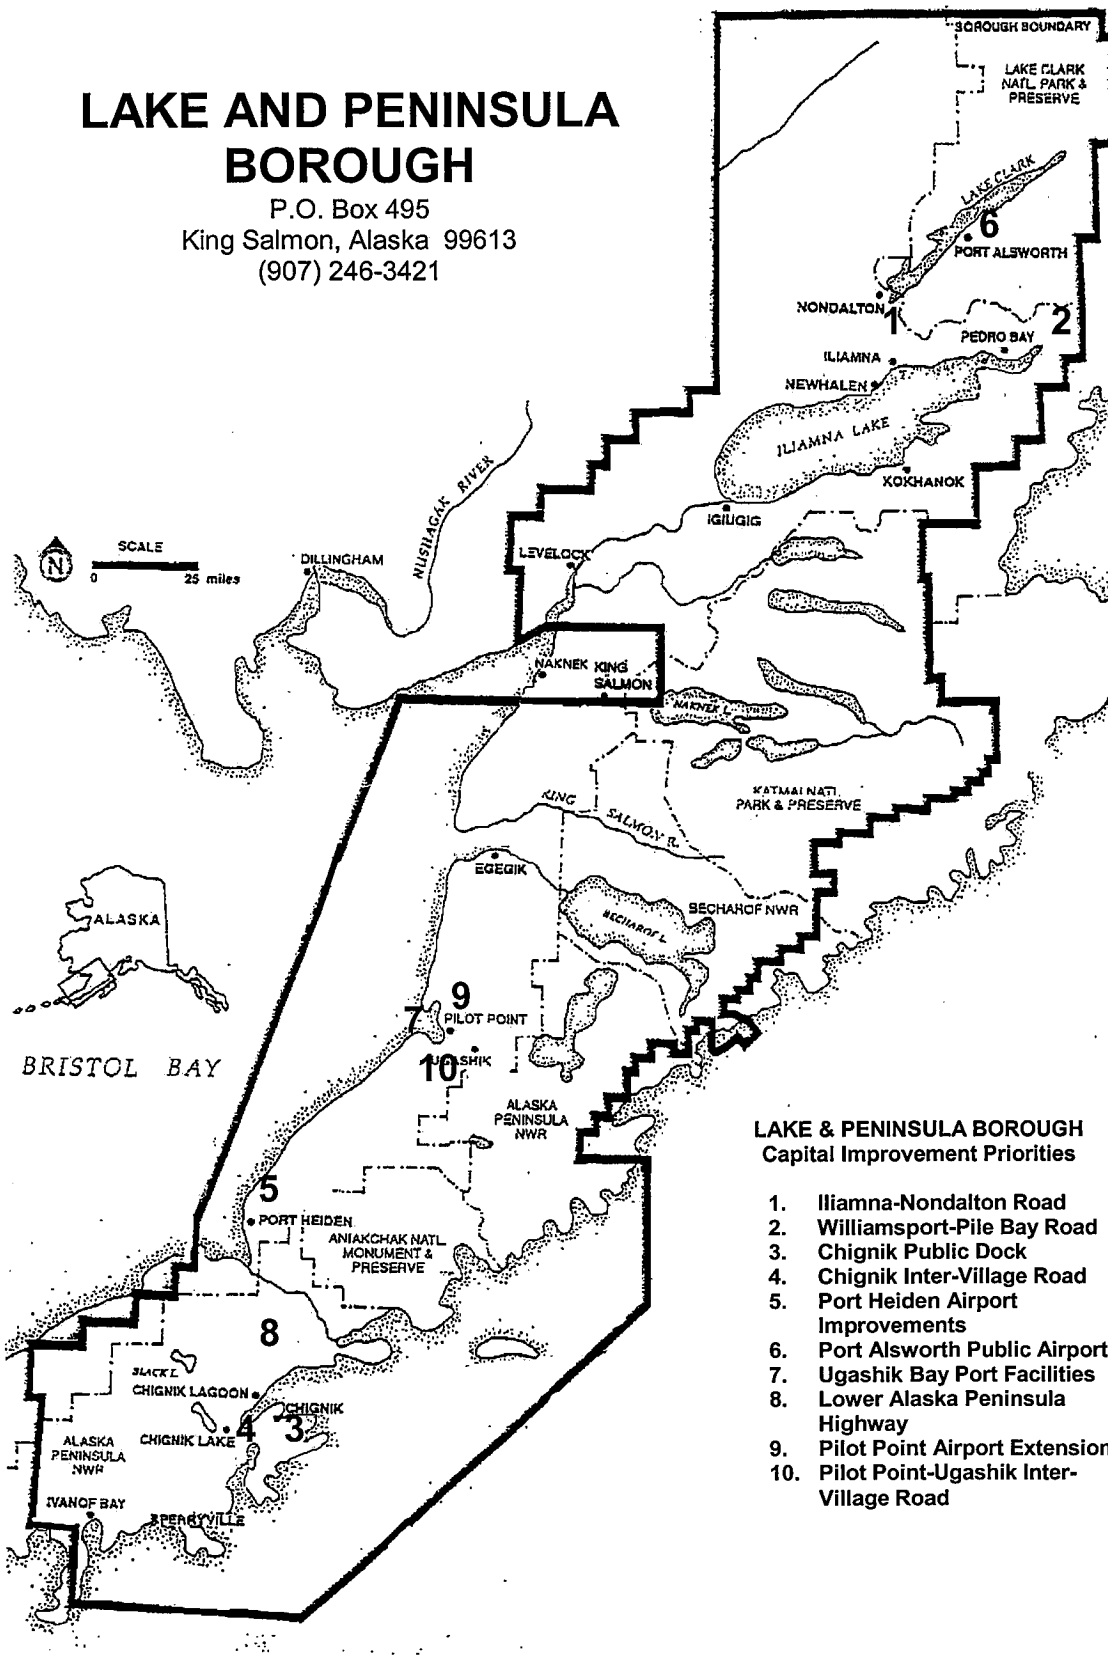 LAKE AND PENINSULA
BOROUGH
P.O. Box 495
King Salmon, Alaska  99613
(907) 246-3421
BOROUGH BOUNDARY
LAKE CLARK
NAT'L PARK &
PRESERVE
LAKE CLARK
6
PORT ALSWORTH
NONDALTON
1
2
PEDRO BAY
ILIAMNA
NEWHALEN
ILIAMNA LAKE
KOKHANOK
IGIUGIG
NUSHAGAK RIVER
LEVELOCK
N
SCALE
0
25 miles
DILLINGHAM
NAKNEK
KING
SALMON
NAKNEK L.
KATMAI NAT'L
PARK & PRESERVE
KING
SALMON R.
EGEGIK
BECHAROF L.
BECHAROF NWR
ALASKA
BRISTOL BAY
9
7
PILOT POINT
UGASHIK
10
ALASKA
PENINSULA
NWR
5
PORT HEIDEN
ANIAKCHAK NATL
MONUMENT &
PRESERVE
8
BLACK L.
CHIGNIK LAGOON
CHIGNIK
CHIGNIK LAKE
4
3
ALASKA
PENINSULA
NWR
IVANOF BAY
PERRYVILLE
LAKE & PENINSULA BOROUGH
Capital Improvement Priorities
1. Iliamna-Nondalton Road
2. Williamsport-Pile Bay Road
3. Chignik Public Dock
4. Chignik Inter-Village Road
5. Port Heiden Airport
Improvements
6. Port Alsworth Public Airport
7. Ugashik Bay Port Facilities
8. Lower Alaska Peninsula
Highway
9. Pilot Point Airport Extension
10. Pilot Point-Ugashik Inter-
Village Road